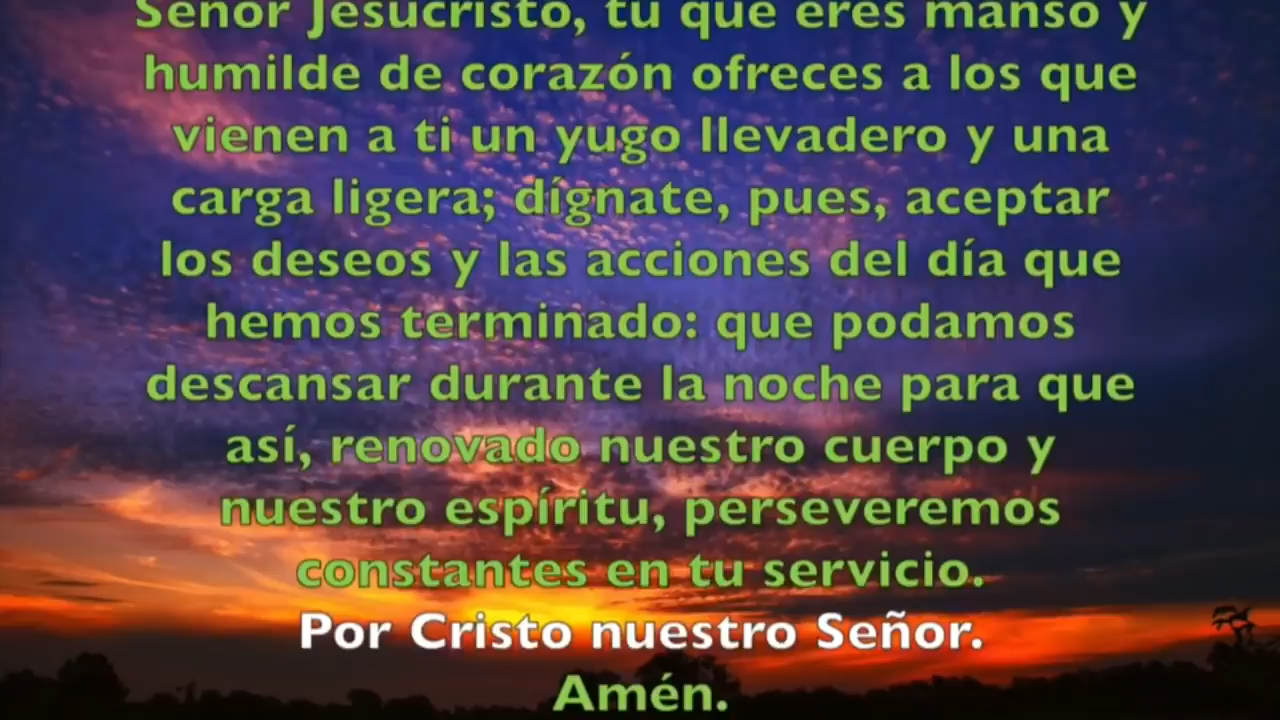 Señor Jesucristo, tú que eres manso y
humilde de corazón ofreces a los que
vienen a ti un yugo llevadero y una
carga ligera; dígnate, pues, aceptar
los deseos y las acciones del día que
hemos terminado: que podamos
descansar durante la noche para que
así, renovado nuestro cuerpo y
nuestro espíritu, perseveremos
constantes en tu servicio.
Por Cristo nuestro Señor.
Amén.